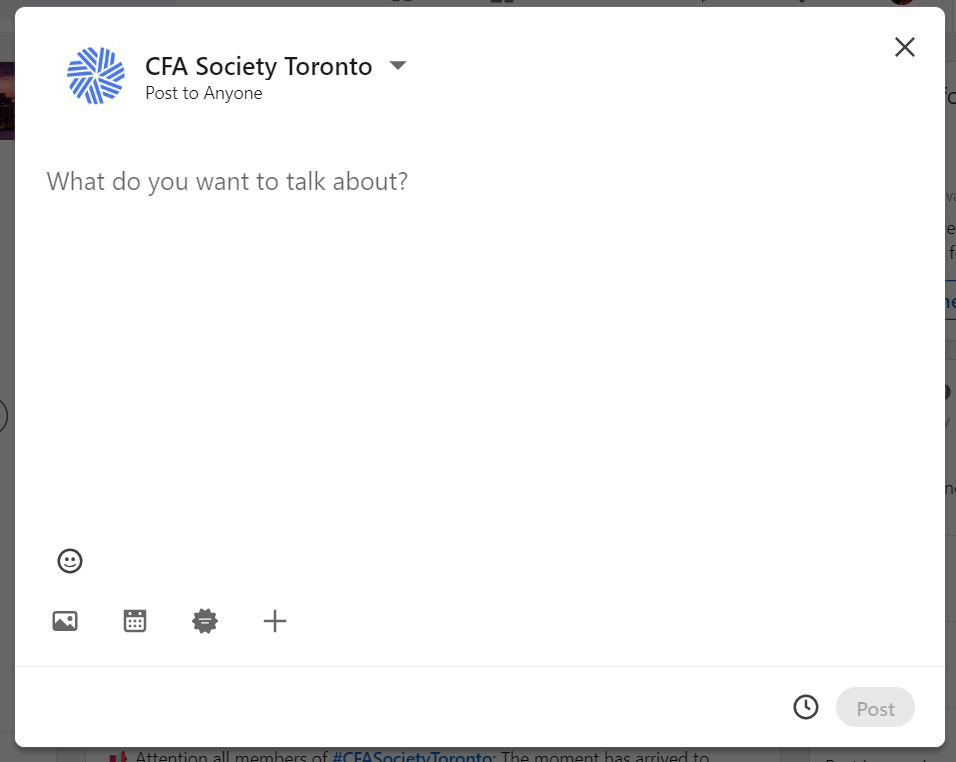 CFA Society Toronto
Post to Anyone
What do you want to talk about?
Post
Attention all members of #CFASocietyToronto: The moment has arrived to